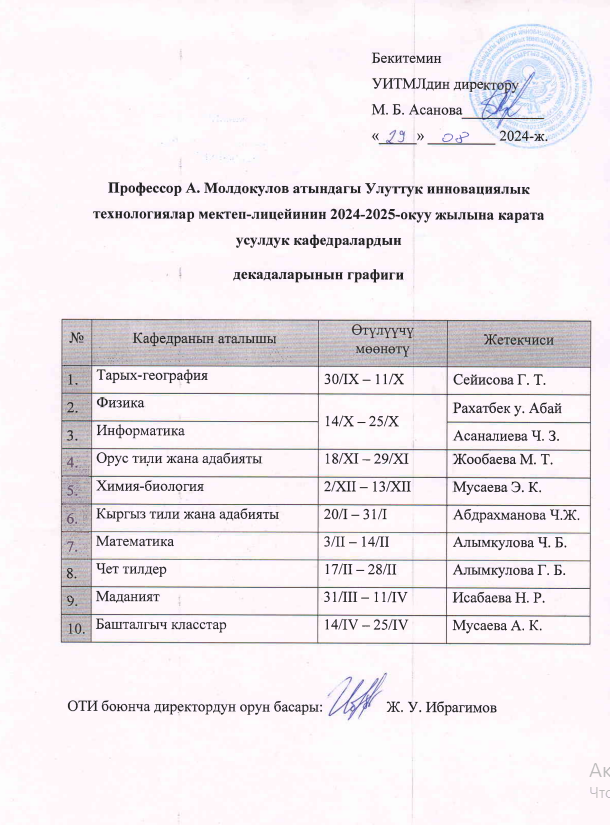 Бекитемин
УИТМЛдин директору
М. Б. Асанова__________
«_29_» __08__ 2024-ж.
Профессор А. Молдокулов атындагы Улуттук инновациялык
технологиялар мектеп-лицейинин 2024-2025-окуу жылына карата
усулдук кафедралардын
декадаларынын графиги
№ Кафедранын аталышы Өтүлүүчү мөөнөтү Жетекчиси
1. Тарых-география 30/IX – 11/X Сейисова Г. Т.
2. Физика 14/X – 25/X Рахатбек у. Абай
3. Информатика Асаналиева Ч. З.
4. Орус тили жана адабияты 18/XI – 29/XI Жообаева М. Т.
5. Химия-биология 2/XII – 13/XII Мусаева Э. К.
6. Кыргыз тили жана адабияты 20/I – 31/I Абдрахманова Ч.Ж.
7. Математика 3/II – 14/II Алымкулова Ч. Б.
8. Чет тилдер 17/II – 28/II Алымкулова Г. Б.
9. Маданият 31/III – 11/IV Исабаева Н. Р.
10. Башталгыч класстар 14/IV – 25/IV Мусаева А. К.
ОТИ боюнча директордун орун басары: Ж. У. Ибрагимов